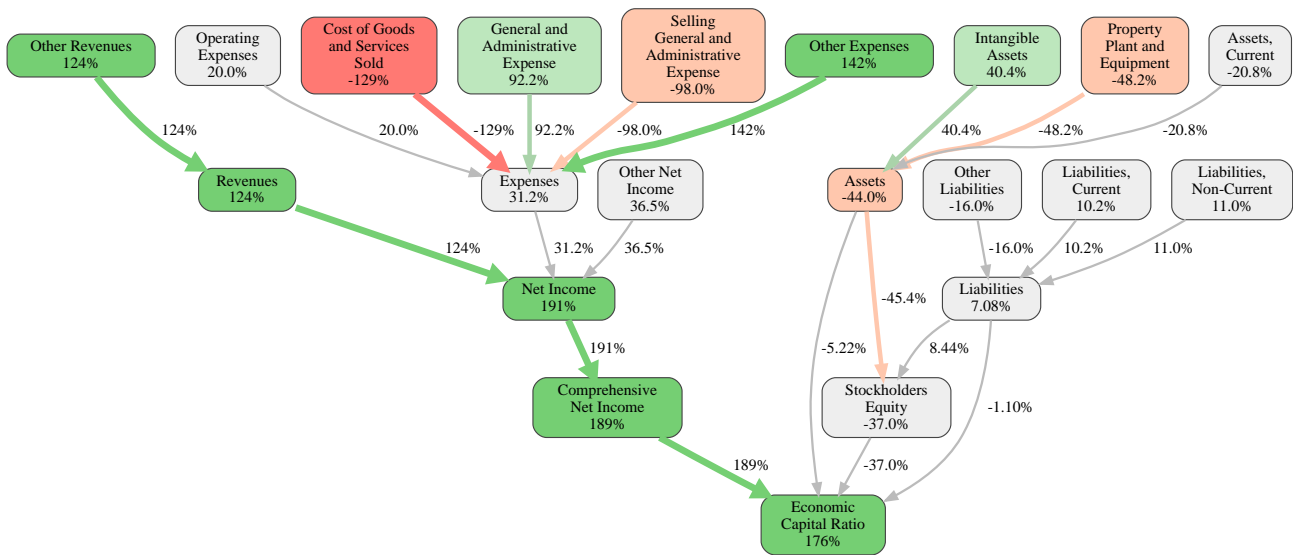 Other Revenues
124%
Operating
Expenses
20.0%
Cost of Goods
and Services
Sold
-129%
General and
Administrative
Expense
92.2%
Selling
General and
Administrative
Expense
-98.0%
Other Expenses
142%
Intangible
Assets
40.4%
Property
Plant and
Equipment
-48.2%
Assets,
Current
-20.8%
124%
20.0%
-129%
92.2%
-98.0%
142%
40.4%
-48.2%
-20.8%
Revenues
124%
Expenses
31.2%
Other Net
Income
36.5%
Assets
-44.0%
Other
Liabilities
-16.0%
Liabilities,
Current
10.2%
Liabilities,
Non-Current
11.0%
124%
31.2%
36.5%
-16.0%
10.2%
11.0%
Net Income
191%
Liabilities
7.08%
-45.4%
191%
-5.22%
8.44%
Comprehensive
Net Income
189%
Stockholders
Equity
-37.0%
-1.10%
189%
-37.0%
Economic
Capital Ratio
176%